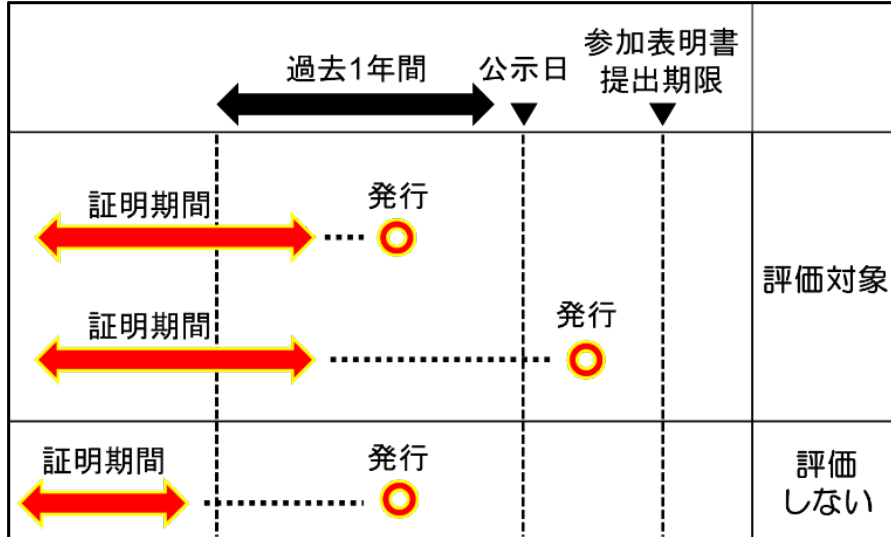 過去1年間
公示日
参加表明書
提出期限
証明期間
発行
評価対象
証明期間
発行
証明期間
発行
評価
しない